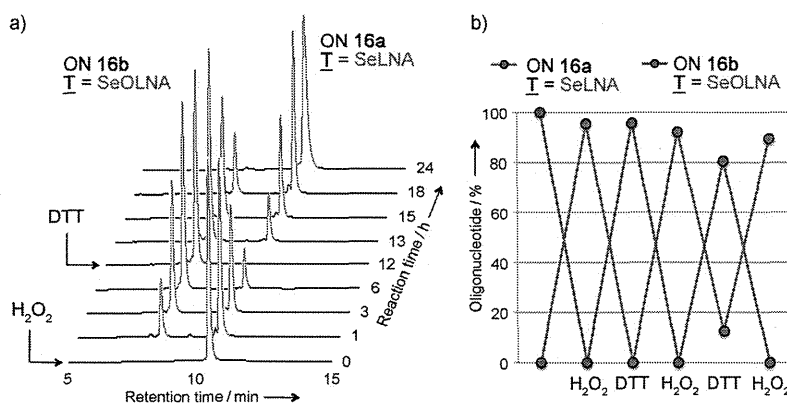 a)
ON 16b
T = SeOLNA
ON 16a
T = SeLNA
DTT
H2O2
24
18
15
13
12
6
3
1
0
Reaction time / h
5 10 15
Retention time / min
b)
ON 16a
T = SeLNA
ON 16b
T = SeOLNA
Oligonucleotide / %
100
80
60
40
20
0
H2O2 DTT H2O2 DTT H2O2